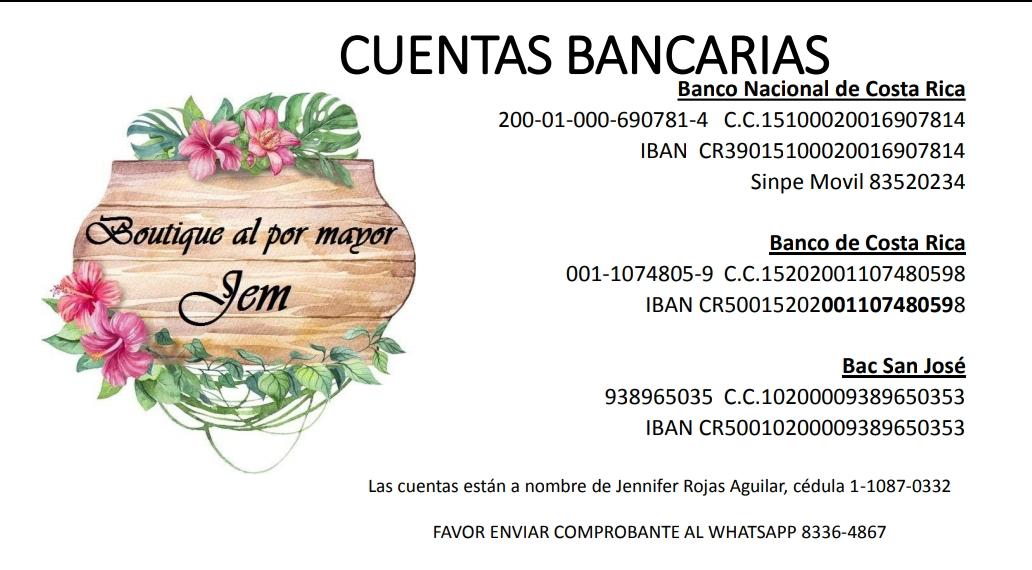 CUENTAS BANCARIAS
Banco Nacional de Costa Rica
200-01-000-690781-4 C.C.15100020016907814
IBAN CR39015100020016907814
Sinpe Movil 83520234
Boutique al por mayor
Jem
Banco de Costa Rica
001-1074805-9 C.C.15202001107480598
IBAN CR50015202001107480598
Bac San José
938965035 C.C.10200009389650353
IBAN CR50010200009389650353
Las cuentas están a nombre de Jennifer Rojas Aguilar, cédula 1-1087-0332
FAVOR ENVIAR COMPROBANTE AL WHATSAPP 8336-4867